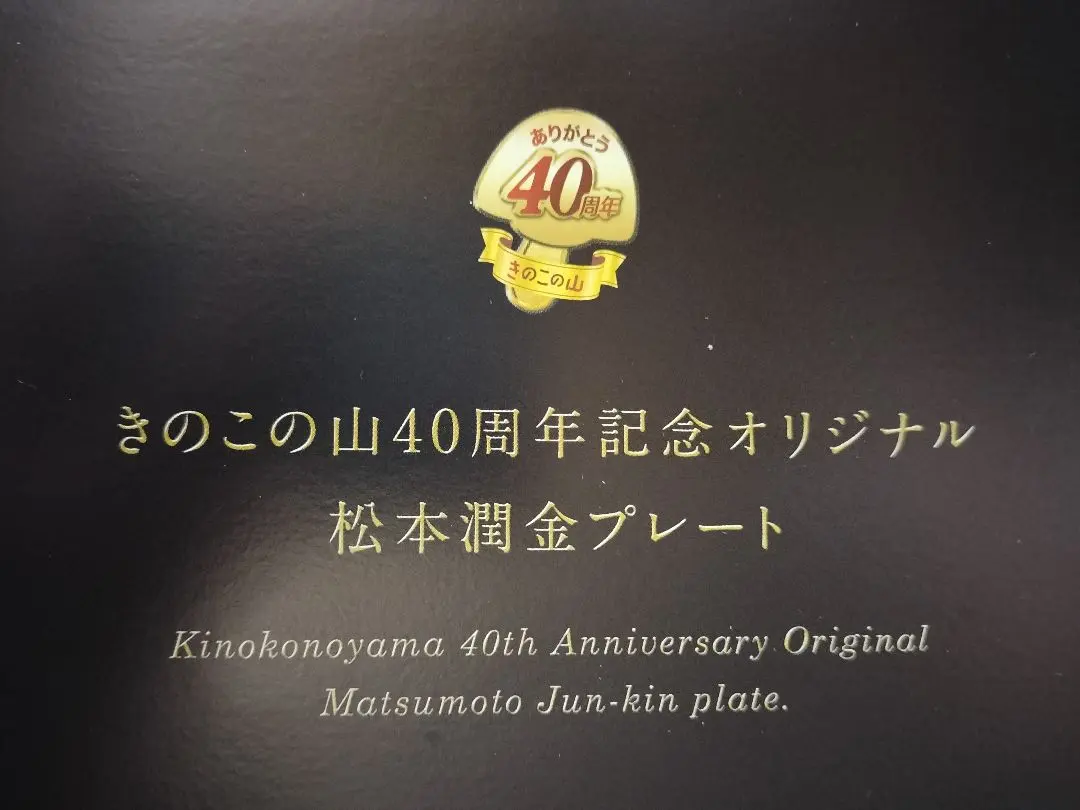 ありがとう
40周年
きのこの山
きのこの山40周年記念オリジナル
松本潤金プレート
Kinokonoyama 40th Anniversary Original
Matsumoto Jun-kin plate.